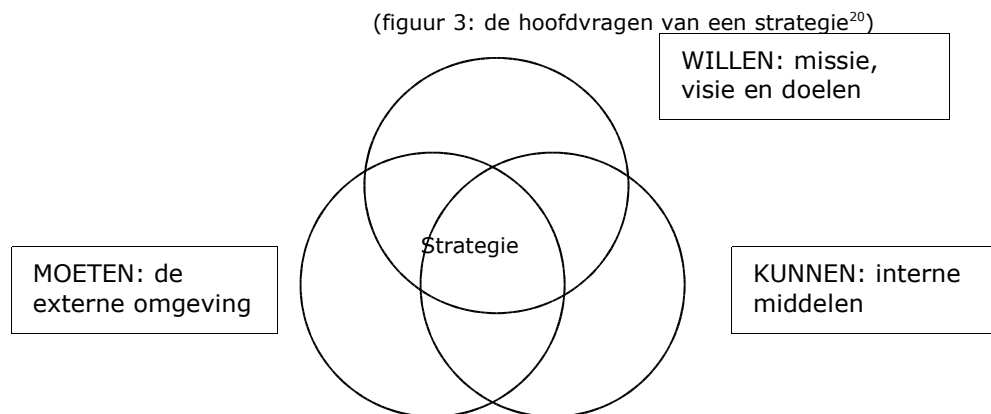 (figuur 3: de hoofdvragen van een strategie20)
WILLEN: missie,
visie en doelen
Strategie
MOETEN: de
externe omgeving
KUNNEN: interne
middelen